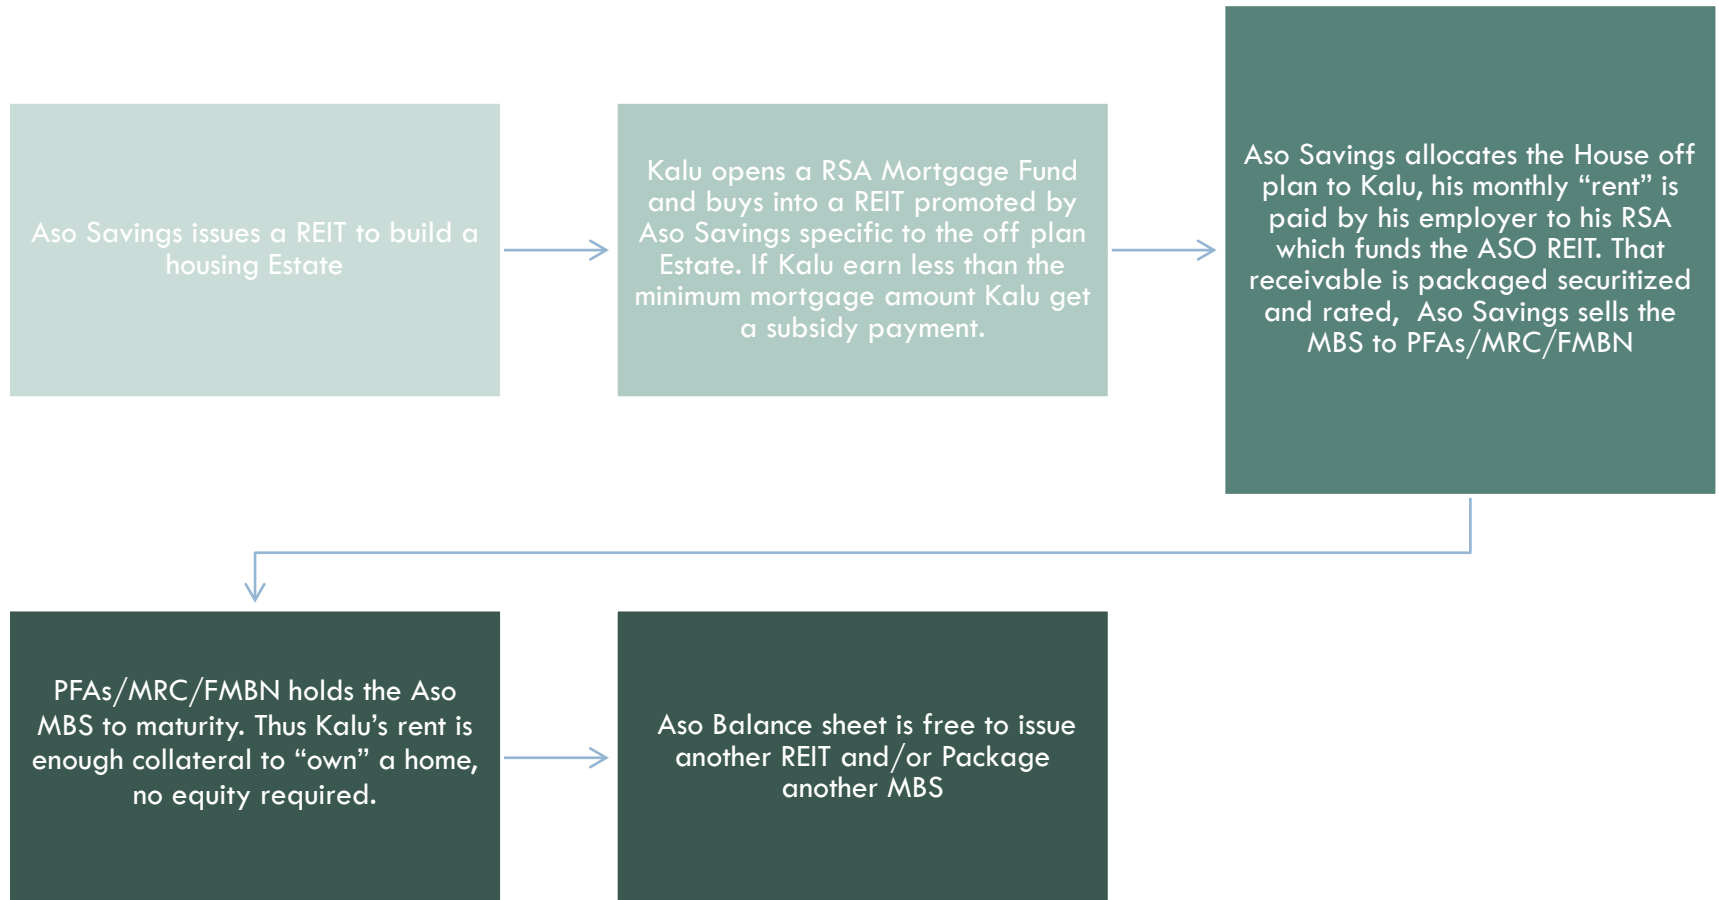 Aso Savings issues a REIT to build a
housing Estate
Kalu opens a RSA Mortgage Fund
and buys into a REIT promoted by
Aso Savings specific to the off plan
Estate. If Kalu earn less than the
minimum mortgage amount Kalu get
a subsidy payment.
Aso Savings allocates the House off
plan to Kalu, his monthly “rent” is
paid by his employer to his RSA
which funds the ASO REIT. That
receivable is packaged securitized
and rated,  Aso Savings sells the
MBS to PFAs/MRC/FMBN
PFAs/MRC/FMBN holds the Aso
MBS to maturity. Thus Kalu’s rent is
enough collateral to “own” a home,
no equity required.
Aso Balance sheet is free to issue
another REIT and/or Package
another MBS